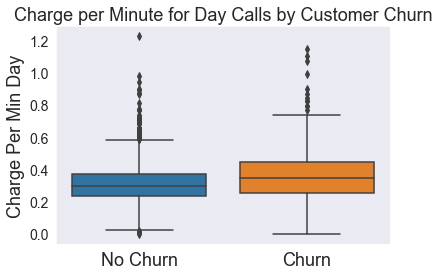 Charge per Minute for Day Calls by Customer Churn
Charge Per Min Day
1.2
1.0
0.8
0.6
0.4
0.2
0.0
No Churn
Churn